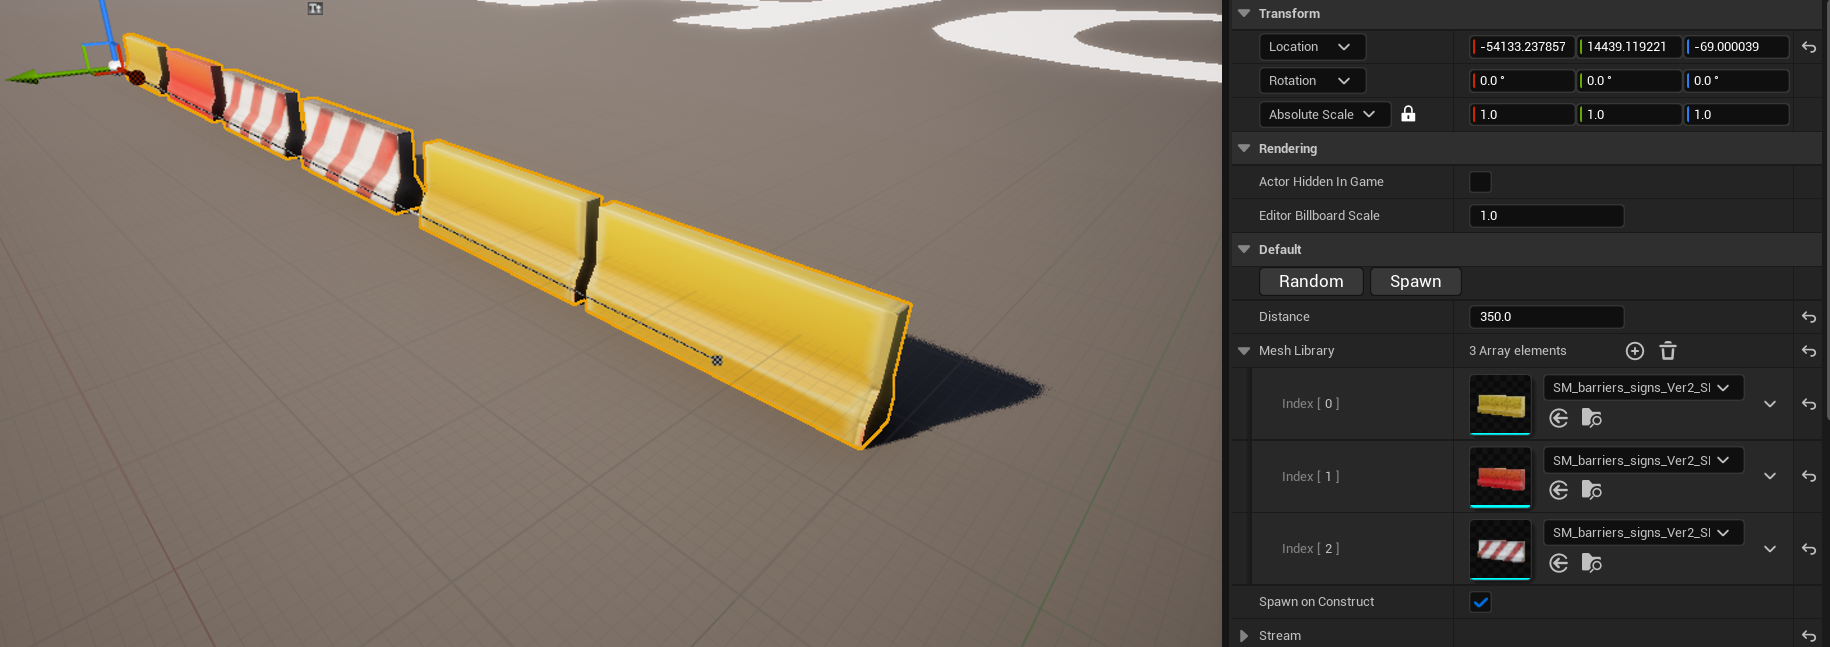 Tt
Transform
Location -54133.237857 14439.119221 -69.000039
Rotation 0.0 ° 0.0 ° 0.0 °
Absolute Scale 1.0 1.0 1.0
Rendering
Actor Hidden In Game
Editor Billboard Scale 1.0
Default
Random Spawn
Distance 350.0
Mesh Library 3 Array elements
Index [ 0 ] SM_barriers_signs_Ver2_SI
Index [ 1 ] SM_barriers_signs_Ver2_SI
Index [ 2 ] SM_barriers_signs_Ver2_SI
Spawn on Construct
Stream